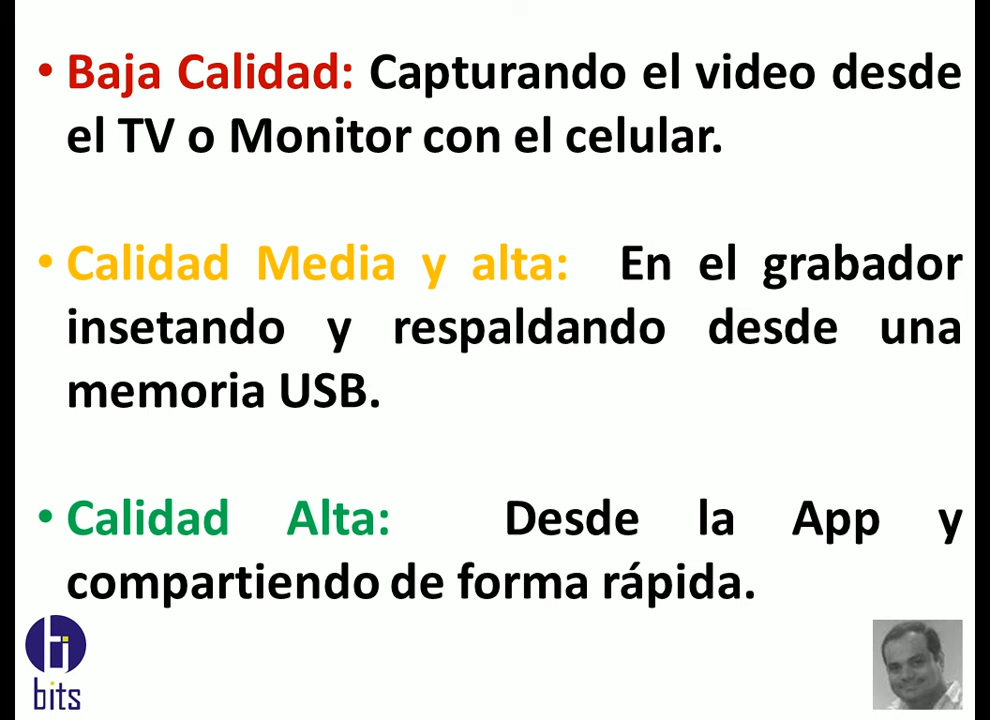 • Baja Calidad: Capturando el video desde
el TV o Monitor con el celular.
• Calidad Media y alta: En el grabador
insetando y respaldando desde una
memoria USB.
• Calidad Alta: Desde la App y
compartiendo de forma rápida.
bits